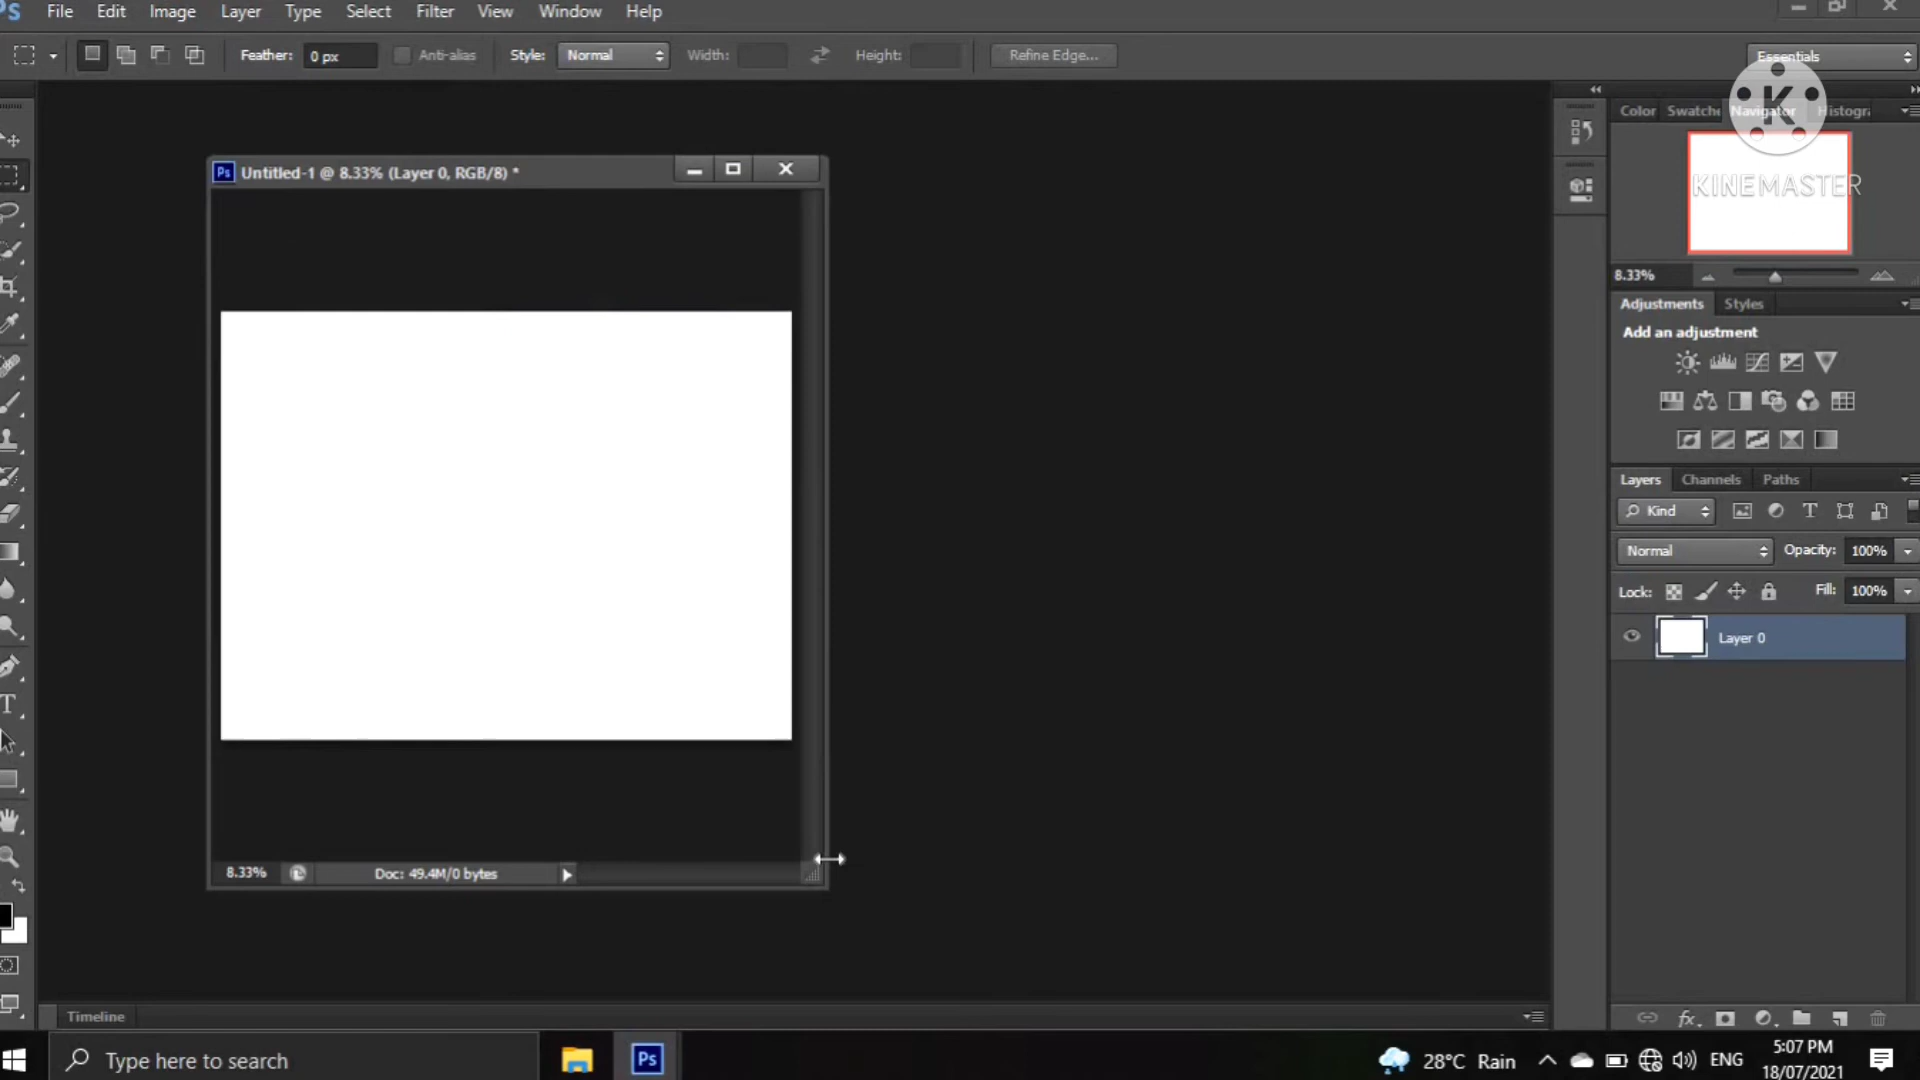 Ps File Edit Image Layer Type Select Filter View Window Help
Feather: 0 px Anti-alias Style: Normal Width: Height: Refine Edge... Essentials
Color Swatche Navigator Histogra
K
KINEMASTER
Ps Untitled-1 @ 8.33% (Layer 0, RGB/8) *
8.33%
Adjustments Styles
Add an adjustment
Layers Channels Paths
Kind
Normal Opacity: 100%
Lock: Fill: 100%
Layer 0
8.33% Doc: 49.4M/0 bytes
Timeline
Type here to search Ps 28°C Rain ENG 5:07 PM
18/07/2021